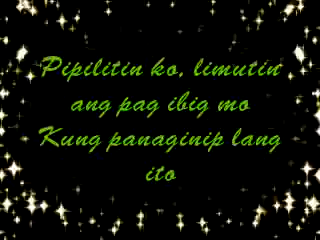 Pipilitin ko, limutin
ang pag ibig mo
Kung panaginip lang
ito